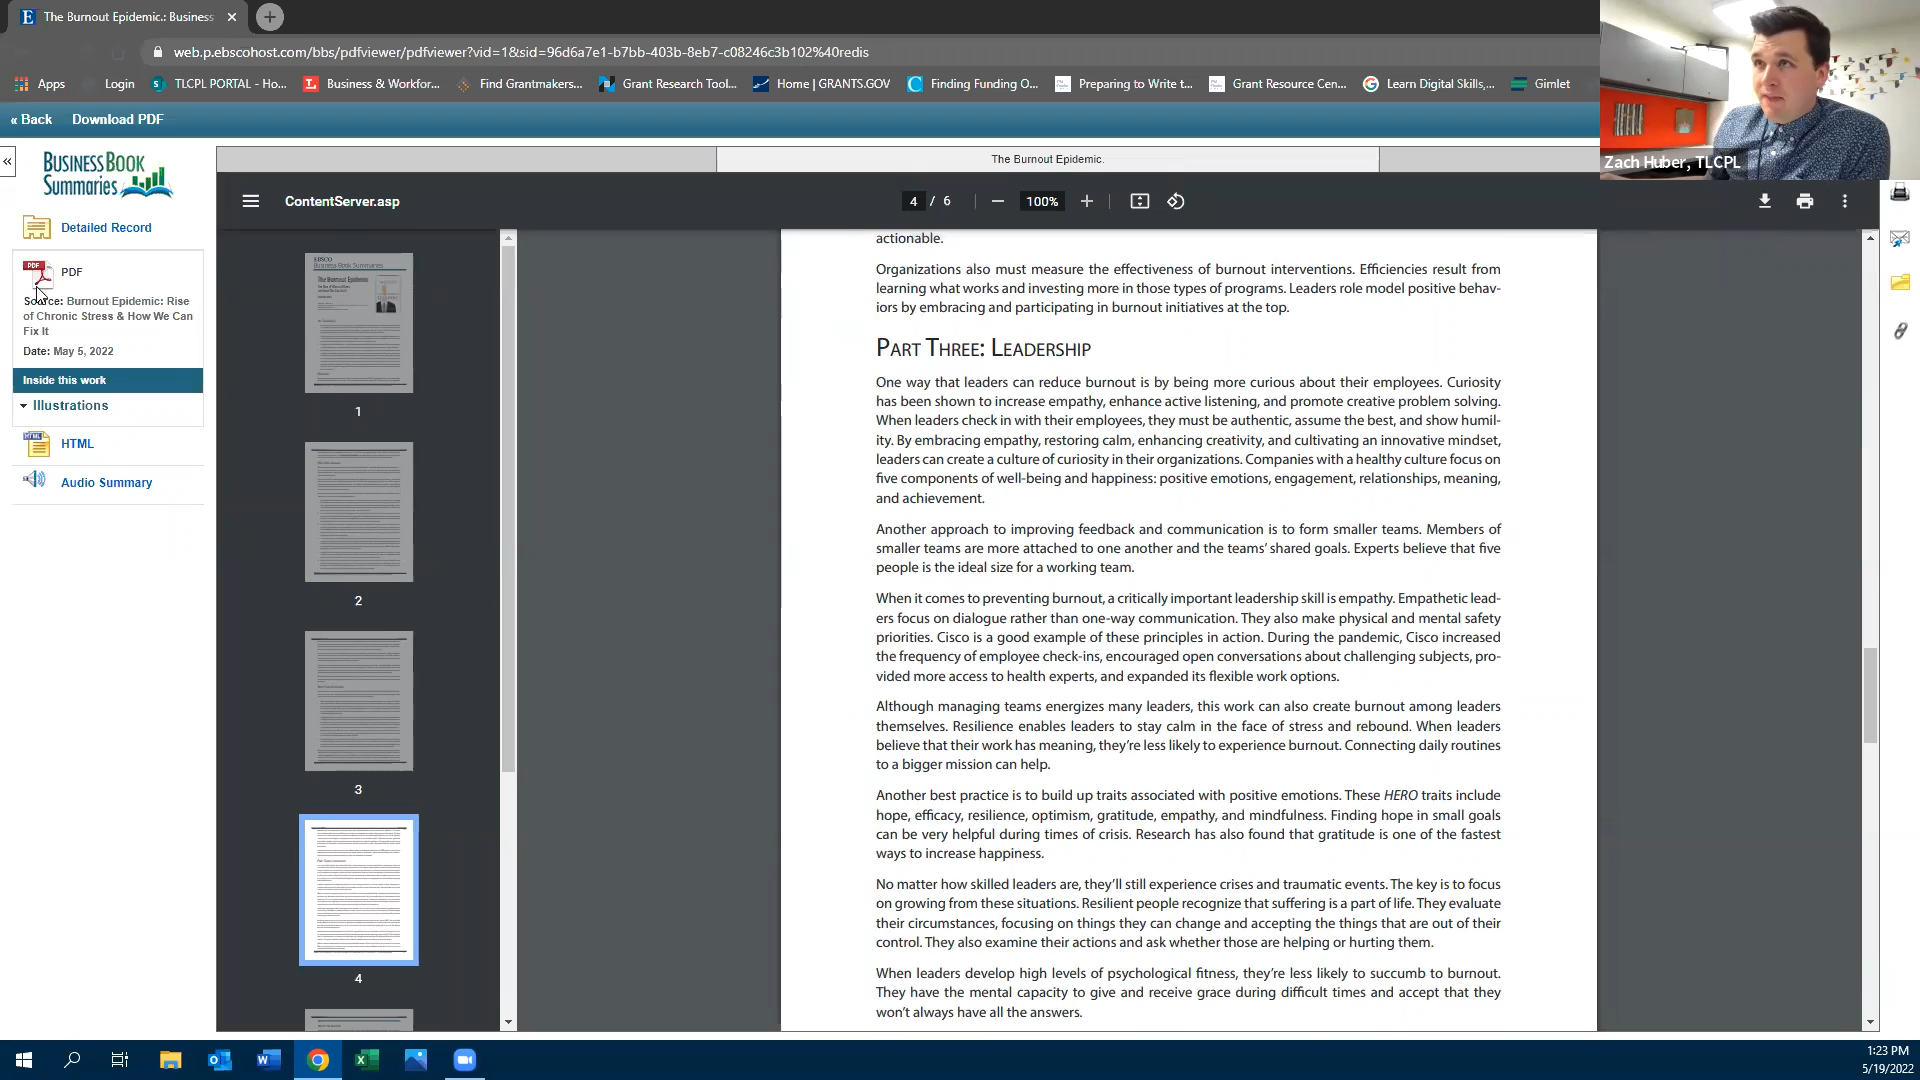 The Burnout Epidemic.: Business
web.p.ebscohost.com/bbs/pdfviewer/pdfviewer?vid=1&sid=96d6a7e1-b7bb-403b-8eb7-c08246c3b102%40redis
Apps
Login
TLCPL PORTAL - Ho...
Business & Workfor...
Find Grantmakers...
Grant Research Tool...
Home | GRANTS.GOV
Finding Funding O...
Preparing to Write t...
Grant Resource Cen...
Learn Digital Skills,...
Gimlet
Zach Huber, TLCPL
« Back
Download PDF
BUSINESS BOOK
Summaries
Detailed Record
PDF
Source: Burnout Epidemic: Rise
of Chronic Stress & How We Can
Fix It
Date: May 5, 2022
Inside this work
Illustrations
HTML
Audio Summary
The Burnout Epidemic.
ContentServer.asp
4 / 6
100%
EBSCO
Business Book Summaries
The Burnout Epidemic
1
2
3
4
actionable.
Organizations also must measure the effectiveness of burnout interventions. Efficiencies result from
learning what works and investing more in those types of programs. Leaders role model positive behav-
iors by embracing and participating in burnout initiatives at the top.
PART THREE: LEADERSHIP
One way that leaders can reduce burnout is by being more curious about their employees. Curiosity
has been shown to increase empathy, enhance active listening, and promote creative problem solving.
When leaders check in with their employees, they must be authentic, assume the best, and show humil-
ity. By embracing empathy, restoring calm, enhancing creativity, and cultivating an innovative mindset,
leaders can create a culture of curiosity in their organizations. Companies with a healthy culture focus on
five components of well-being and happiness: positive emotions, engagement, relationships, meaning,
and achievement.
Another approach to improving feedback and communication is to form smaller teams. Members of
smaller teams are more attached to one another and the teams' shared goals. Experts believe that five
people is the ideal size for a working team.
When it comes to preventing burnout, a critically important leadership skill is empathy. Empathetic lead-
ers focus on dialogue rather than one-way communication. They also make physical and mental safety
priorities. Cisco is a good example of these principles in action. During the pandemic, Cisco increased
the frequency of employee check-ins, encouraged open conversations about challenging subjects, pro-
vided more access to health experts, and expanded its flexible work options.
Although managing teams energizes many leaders, this work can also create burnout among leaders
themselves. Resilience enables leaders to stay calm in the face of stress and rebound. When leaders
believe that their work has meaning, they're less likely to experience burnout. Connecting daily routines
to a bigger mission can help.
Another best practice is to build up traits associated with positive emotions. These HERO traits include
hope, efficacy, resilience, optimism, gratitude, empathy, and mindfulness. Finding hope in small goals
can be very helpful during times of crisis. Research has also found that gratitude is one of the fastest
ways to increase happiness.
No matter how skilled leaders are, they'll still experience crises and traumatic events. The key is to focus
on growing from these situations. Resilient people recognize that suffering is a part of life. They evaluate
their circumstances, focusing on things they can change and accepting the things that are out of their
control. They also examine their actions and ask whether those are helping or hurting them.
When leaders develop high levels of psychological fitness, they're less likely to succumb to burnout.
They have the mental capacity to give and receive grace during difficult times and accept that they
won't always have all the answers.
1:23 PM
5/19/2022